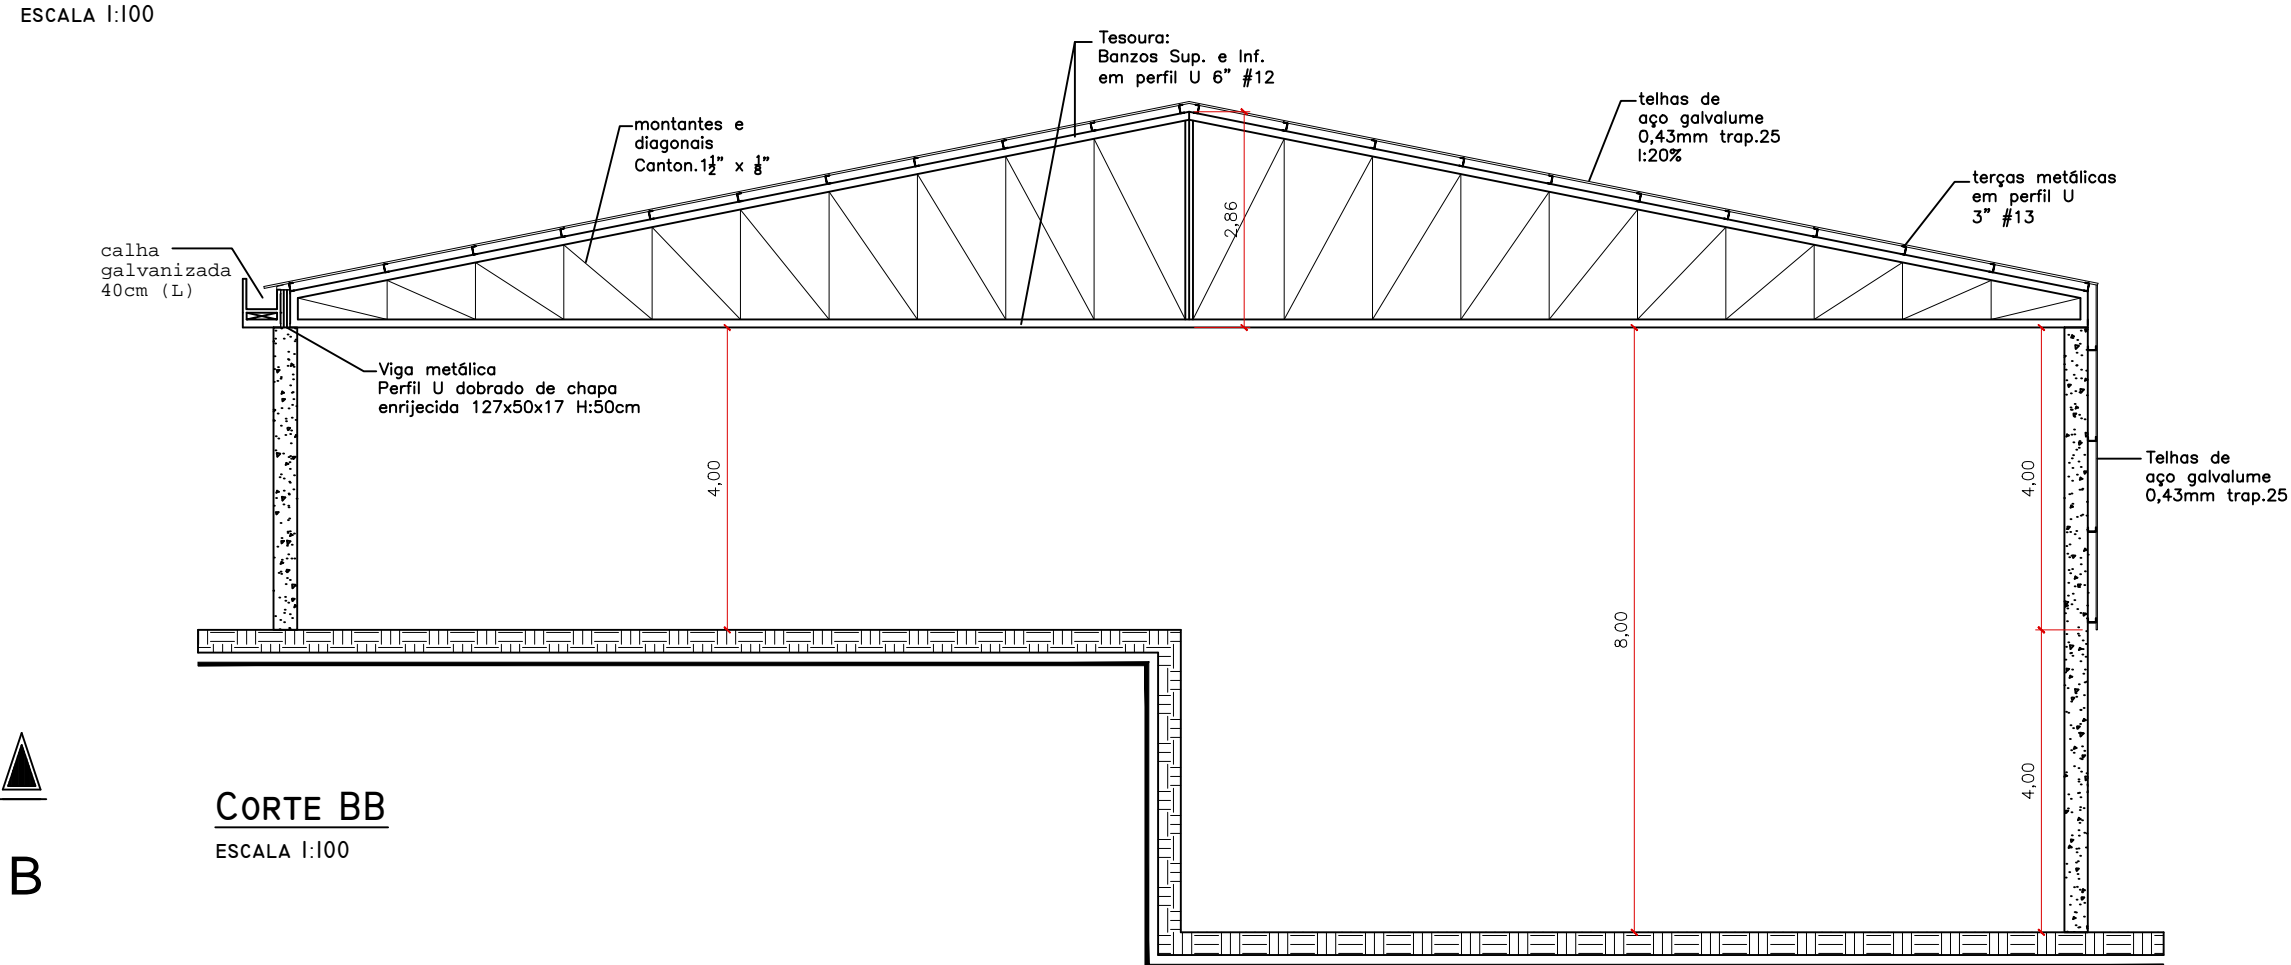 ESCALA 1:100
Tesoura:
Banzos Sup. e Inf.
em perfil U 6" #12
montantes e
diagonais
Canton.1½" x ⅛"
telhas de
aço galvalume
0,43mm trap.25
I:20%
terças metálicas
em perfil U
3" #13
calha
galvanizada
40cm (L)
2,86
Viga metálica
Perfil U dobrado de chapa
enrijecida 127x50x17 H:50cm
4,00
8,00
4,00
Telhas de
aço galvalume
0,43mm trap.25
4,00
CORTE BB
ESCALA 1:100
B